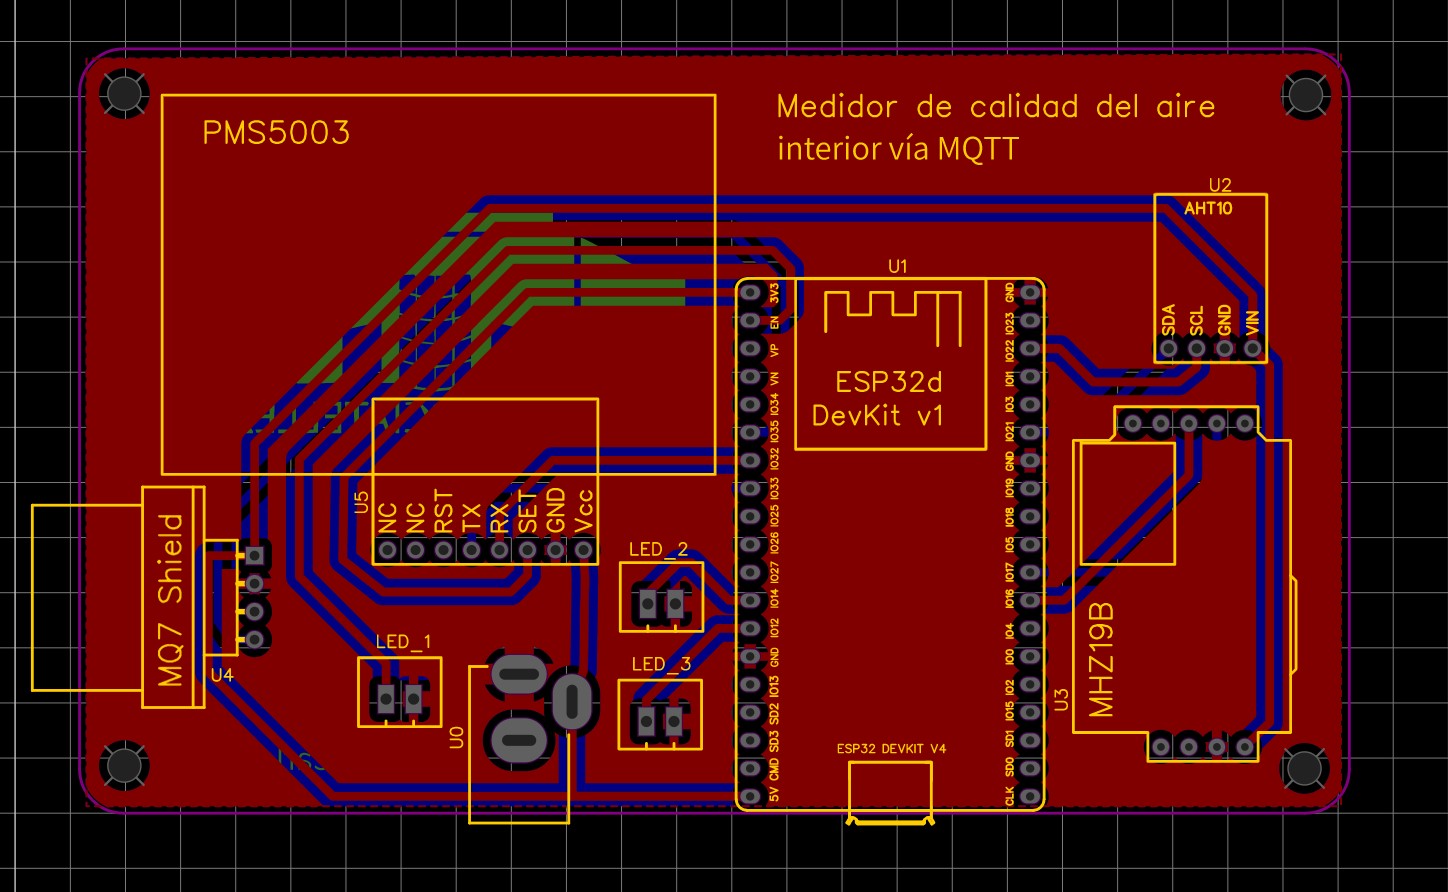 Medidor de calidad del aire
interior vía MQTT
PMS5003
U2
AHT10
SDA
SCL
GND
VIN
U1
ESP32d
DevKit v1
3V3
EN
VP
VN
IO34
IO35
IO32
IO33
IO25
IO26
IO27
IO14
IO12
GND
IO13
SD2
SD3
CMD
5V
GND
IO23
IO22
IO3
IO21
GND
IO19
IO18
IO5
IO17
IO16
IO4
IO0
IO2
IO15
SD1
SD0
CLK
ESP32 DEVKIT V4
U5
NC
NC
RST
TX
RX
SET
GND
Vcc
MQ7 Shield
U4
LED_1
LED_2
LED_3
U0
U3
MHZ19B